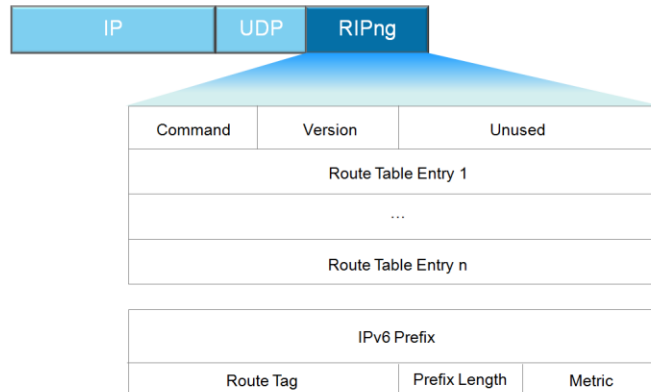 IP UDP RIPng
Command Version Unused
Route Table Entry 1
...
Route Table Entry n
IPv6 Prefix
Route Tag Prefix Length Metric